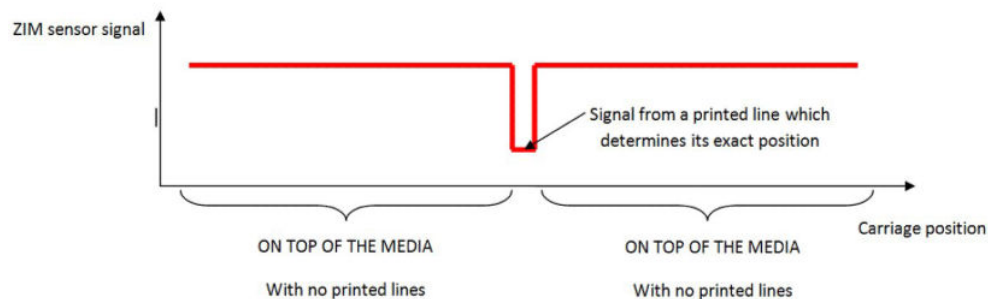 ZIM sensor signal
Signal from a printed line which
determines its exact position
Carriage position
ON TOP OF THE MEDIA
ON TOP OF THE MEDIA
With no printed lines
With no printed lines